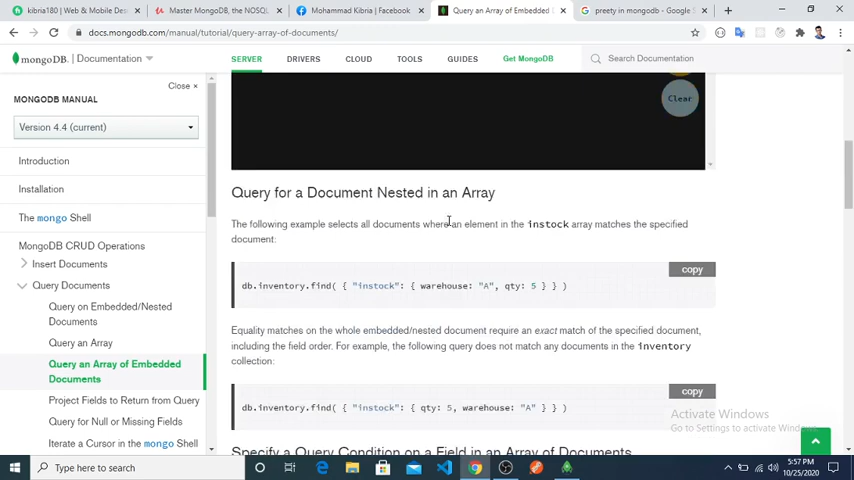 kibria180 | Web & Mobile Des
Master MongoDB, the NOSQL
Mohammad Kibria | Facebook
Query an Array of Embedded D
preety in mongodb - Google S
docs.mongodb.com/manual/tutorial/query-array-of-documents/
mongoDB. | Documentation
SERVER
DRIVERS
CLOUD
TOOLS
GUIDES
Get MongoDB
Search Documentation
Close ×
MONGODB MANUAL
Version 4.4 (current)
Introduction
Installation
The mongo Shell
MongoDB CRUD Operations
Insert Documents
Query Documents
Query on Embedded/Nested
Documents
Query an Array
Query an Array of Embedded
Documents
Project Fields to Return from Query
Query for Null or Missing Fields
Iterate a Cursor in the mongo Shell
Clear
Query for a Document Nested in an Array
The following example selects all documents where an element in the instock array matches the specified
document:
copy
db.inventory.find( { "instock": { warehouse: "A", qty: 5 } } )
Equality matches on the whole embedded/nested document require an exact match of the specified document,
including the field order. For example, the following query does not match any documents in the inventory
collection:
copy
db.inventory.find( { "instock": { qty: 5, warehouse: "A" } } )
Specify a Query Condition on a Field in an Array of Documents
Activate Windows
Go to Settings to activate Windows.
Type here to search
5:57 PM
10/25/2020